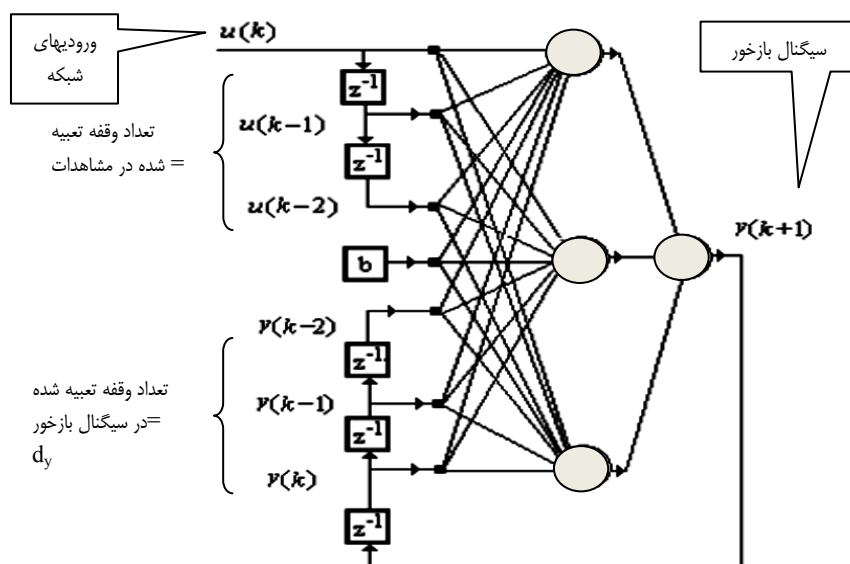 ورودیهای
شبکه
u(k)
سیگنال بازخور
z⁻¹
تعداد وقفه تعبیه
شده در مشاهدات =
u(k−1)
z⁻¹
u(k−2)
y(k+1)
b
y(k−2)
z⁻¹
تعداد وقفه تعبیه شده
در سیگنال بازخور=
dy
y(k−1)
z⁻¹
y(k)
z⁻¹